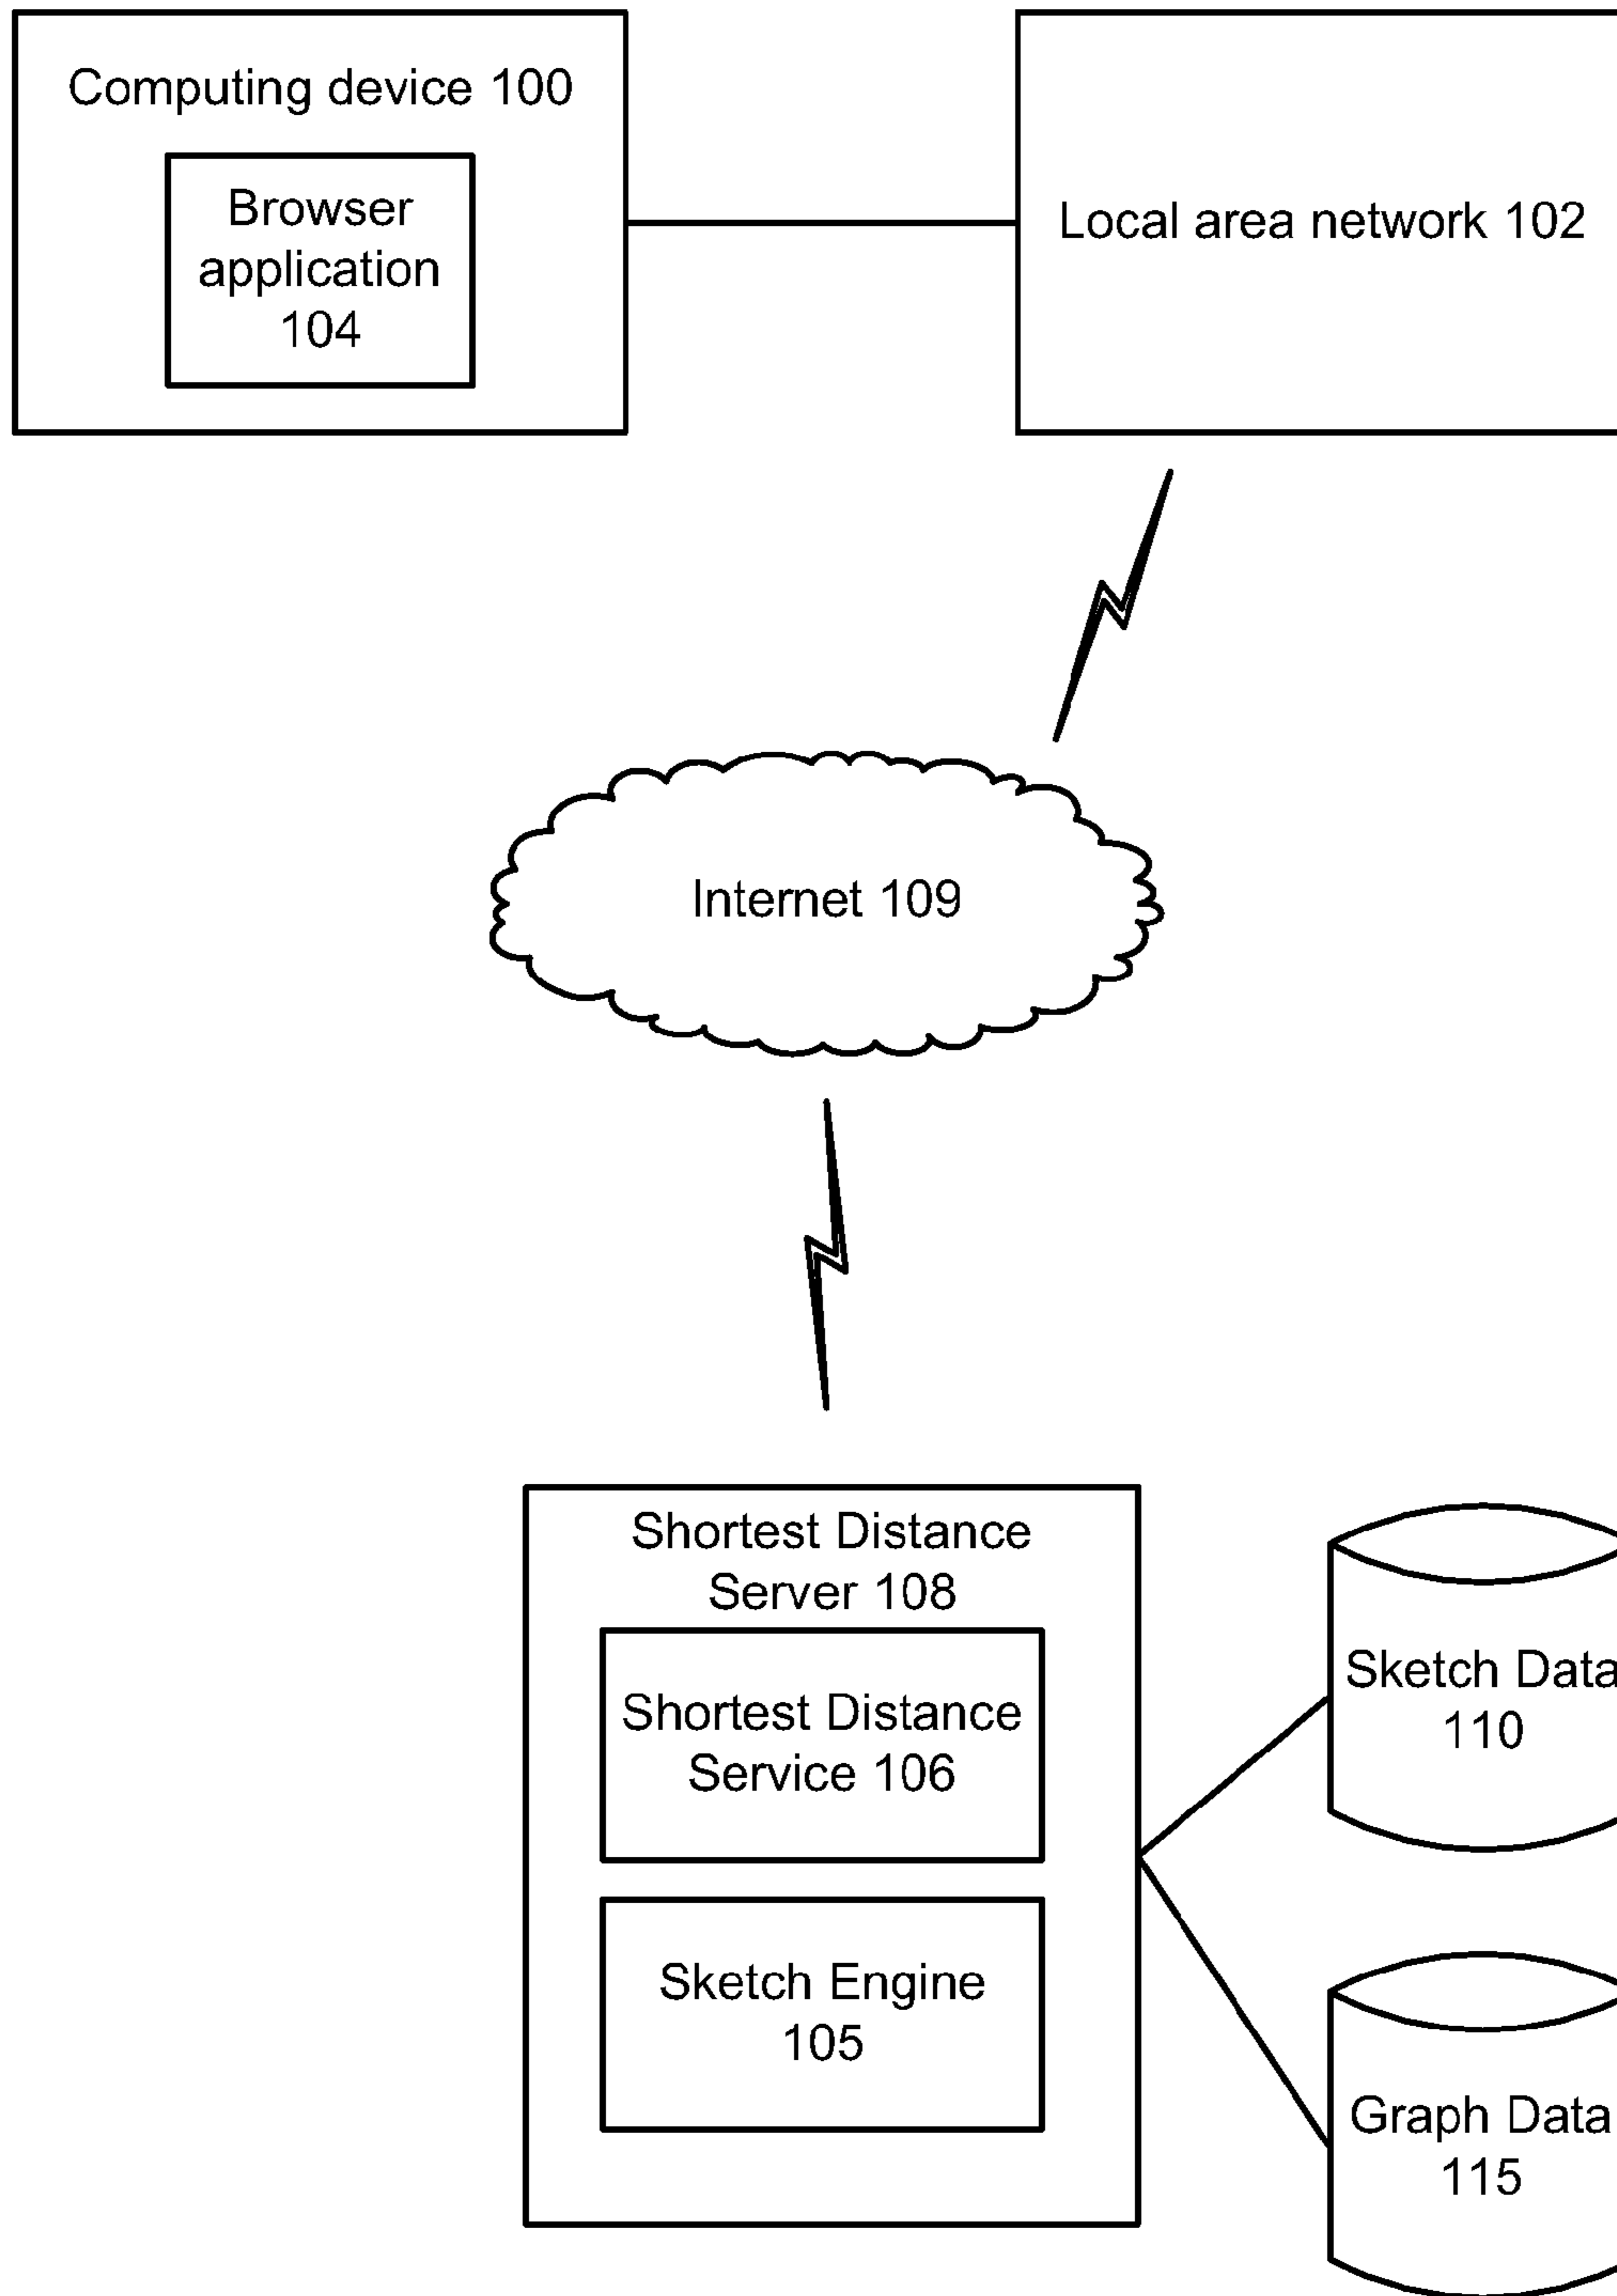 Computing device 100
Browser
application
104
Local area network 102
Internet 109
Shortest Distance
Server 108
Shortest Distance
Service 106
Sketch Engine
105
Sketch Data
110
Graph Data
115